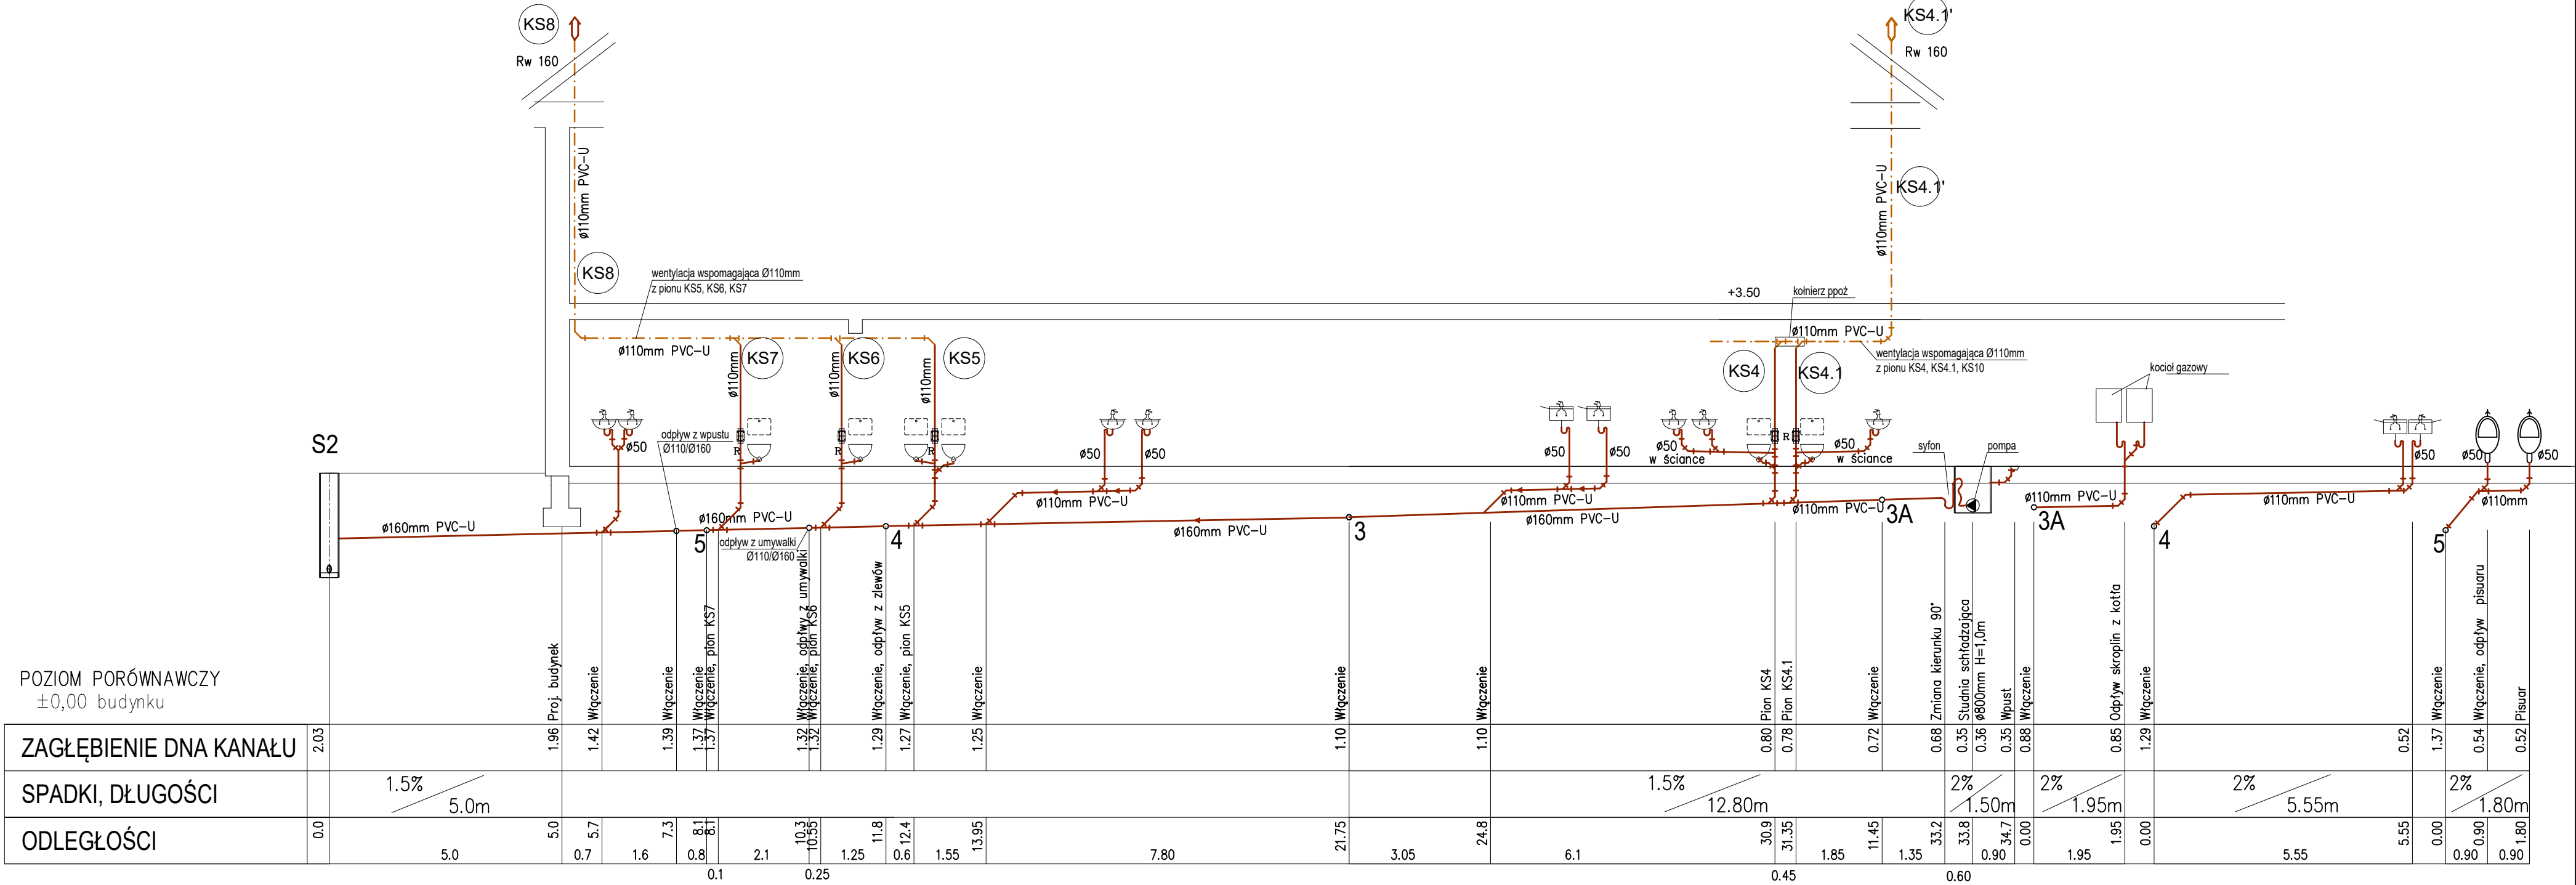 KS8
Rw 160
KS4.1'
Rw 160
ø110mm PVC-U
ø110mm PVC-U
KS4.1'
KS8
wentylacja wspomagająca Ø110mm
z pionu KS5, KS6, KS7
+3.50
kołnierz ppoż
ø110mm PVC-U
ø110mm PVC-U
wentylacja wspomagająca Ø110mm
z pionu KS4, KS4.1, KS10
KS7
KS6
KS5
KS4
KS4.1
kocioł gazowy
ø110mm
ø110mm
ø110mm
S2
odpływ z wpustu
Ø110/Ø160
ø50
R
R
R
ø50
ø50
ø50
ø50
ø50
w ściance
R
ø50
w ściance
syfon
pompa
ø50
ø50
ø50
ø160mm PVC-U
ø160mm PVC-U
ø110mm PVC-U
ø110mm PVC-U
ø110mm PVC-U
ø110mm PVC-U
ø110mm PVC-U
ø110mm
5
odpływ z umywalki
Ø110/Ø160
4
ø160mm PVC-U
3
ø160mm PVC-U
3A
3A
4
5
POZIOM PORÓWNAWCZY
±0,00 budynku
Proj. budynek
Włączenie
Włączenie
Włączenie
Włączenie, pion KS7
Włączenie, odpływy z umywalki
Włączenie, pion KS6
Włączenie, odpływ z zlewów
Włączenie, pion KS5
Włączenie
Włączenie
Włączenie
Pion KS4
Pion KS4.1
Włączenie
Zmiana kierunku 90°
Studnia schładzająca
ø800mm H=1,0m
Wpust
Włączenie
Odpływ skroplin z kotła
Włączenie
Włączenie
Włączenie, odpływ pisuaru
Pisuar
ZAGŁĘBIENIE DNA KANAŁU
2.03
1.96
1.42
1.39
1.37
1.37
1.32
1.32
1.29
1.27
1.25
1.10
1.10
0.80
0.78
0.72
0.68
0.35
0.36
0.35
0.88
0.85
1.29
0.52
1.37
0.54
0.52
SPADKI, DŁUGOŚCI
1.5%
5.0m
1.5%
12.80m
2%
1.50m
2%
1.95m
2%
5.55m
2%
1.80m
ODLEGŁOŚCI
0.0
5.0
5.7
7.3
8.1
8.1
10.3
10.55
11.8
12.4
13.95
21.75
24.8
30.9
31.35
11.45
33.2
33.8
34.7
0.00
1.95
0.00
5.55
0.00
0.90
1.80
5.0
0.7
1.6
0.8
2.1
1.25
0.6
1.55
7.80
3.05
6.1
1.85
1.35
0.90
1.95
5.55
0.90
0.90
0.1
0.25
0.45
0.60